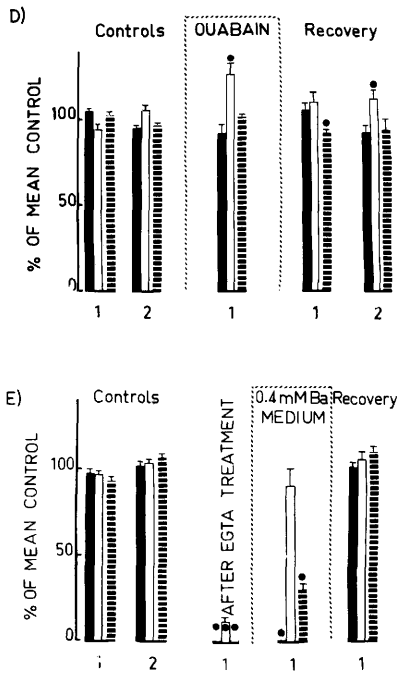 D)
Controls
OUABAIN
Recovery
% OF MEAN CONTROL
100
50
0
1
2
1
1
2
E)
Controls
AFTER EGTA TREATMENT
0.4 mM Ba
MEDIUM
Recovery
% OF MEAN CONTROL
100
50
0
1
2
1
1
1